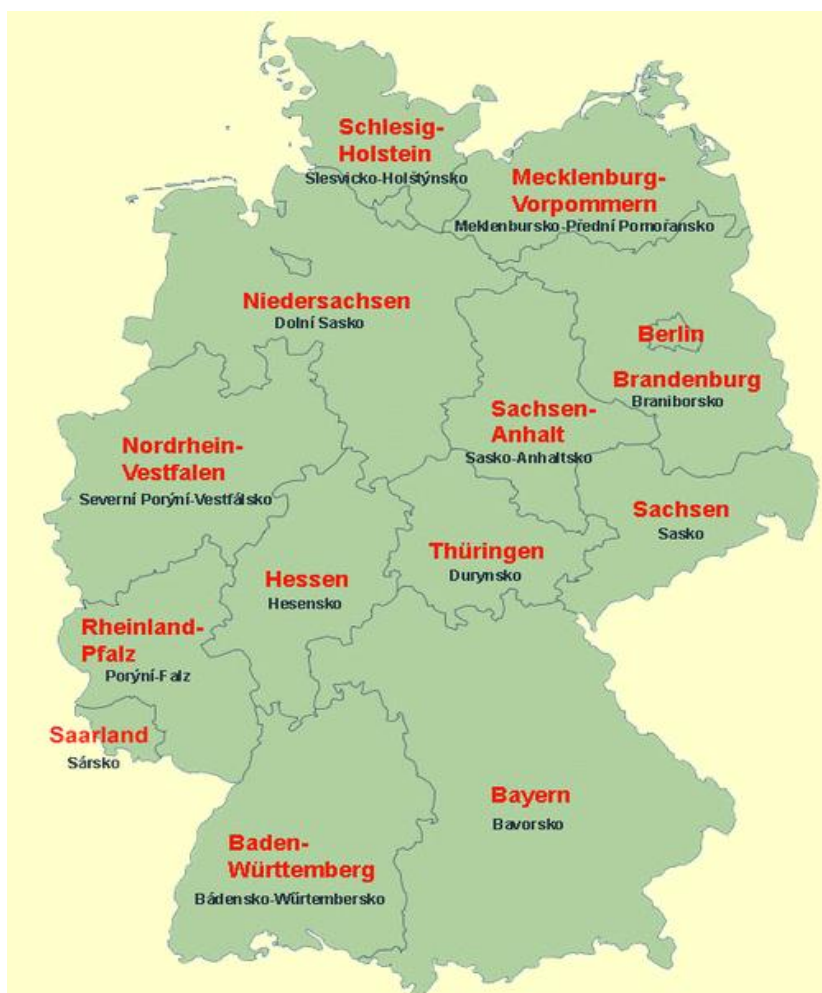 Schlesig-
Holstein
Slesvicko-Holštýnsko
Mecklenburg-
Vorpommern
Meklenbursko-Přední Pomořansko
Niedersachsen
Dolní Sasko
Berlin
Brandenburg
Braniborsko
Sachsen-
Anhalt
Sasko-Anhaltsko
Nordrhein-
Vestfalen
Severní Porýní-Vestfálsko
Sachsen
Sasko
Thüringen
Durynsko
Hessen
Hesensko
Rheinland-
Pfalz
Porýní-Falz
Saarland
Sársko
Bayern
Bavorsko
Baden-
Württemberg
Bádensko-Wűrtembersko